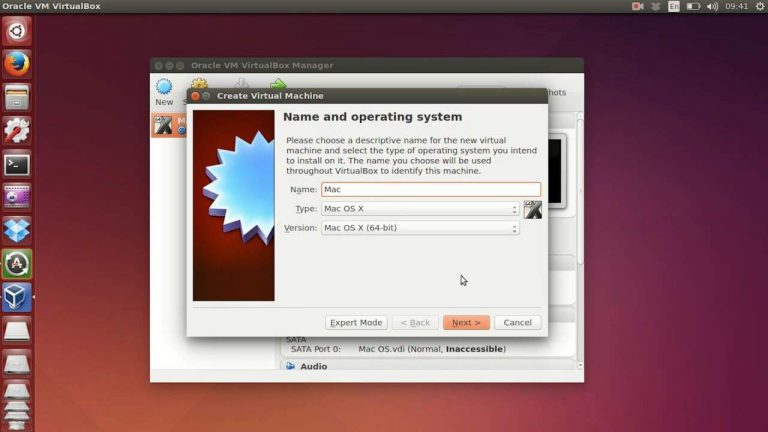 Oracle VM VirtualBox
En
09:41
Oracle VM VirtualBox Manager
New
Create Virtual Machine
Name and operating system
Please choose a descriptive name for the new virtual
machine and select the type of operating system you intend
to install on it. The name you choose will be used
throughout VirtualBox to identify this machine.
Name: Mac
Type: Mac OS X
Version: Mac OS X (64-bit)
Expert Mode
< Back
Next >
Cancel
SATA
SATA Port 0: Mac OS.vdi (Normal, Inaccessible)
Audio